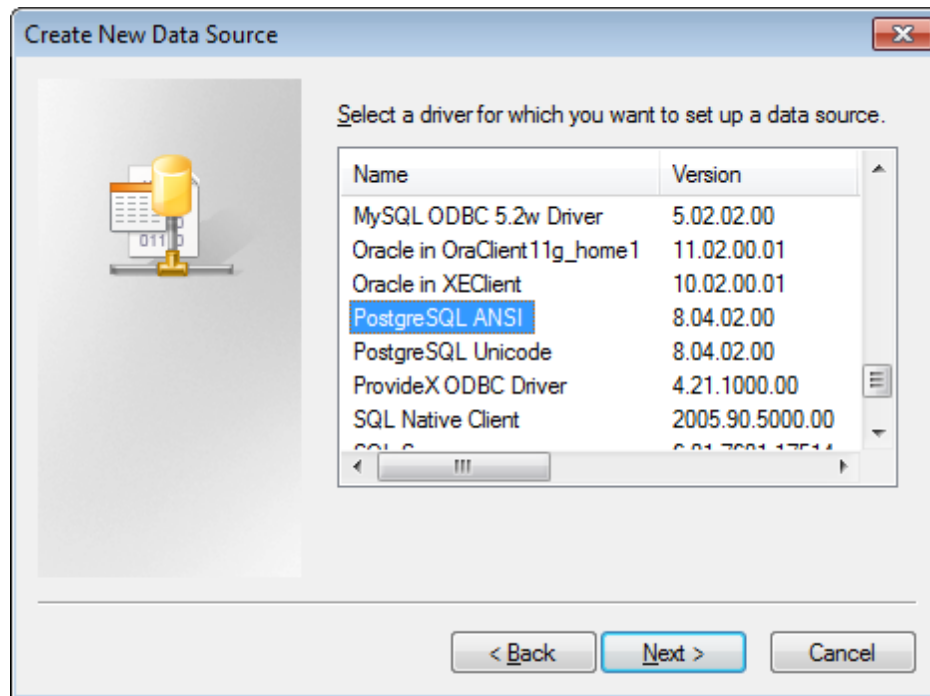 Create New Data Source
Select a driver for which you want to set up a data source.
Name Version
MySQL ODBC 5.2w Driver 5.02.02.00
Oracle in OraClient11g_home1 11.02.00.01
Oracle in XEClient 10.02.00.01
PostgreSQL ANSI 8.04.02.00
PostgreSQL Unicode 8.04.02.00
ProvideX ODBC Driver 4.21.1000.00
SQL Native Client 2005.90.5000.00
< Back Next > Cancel